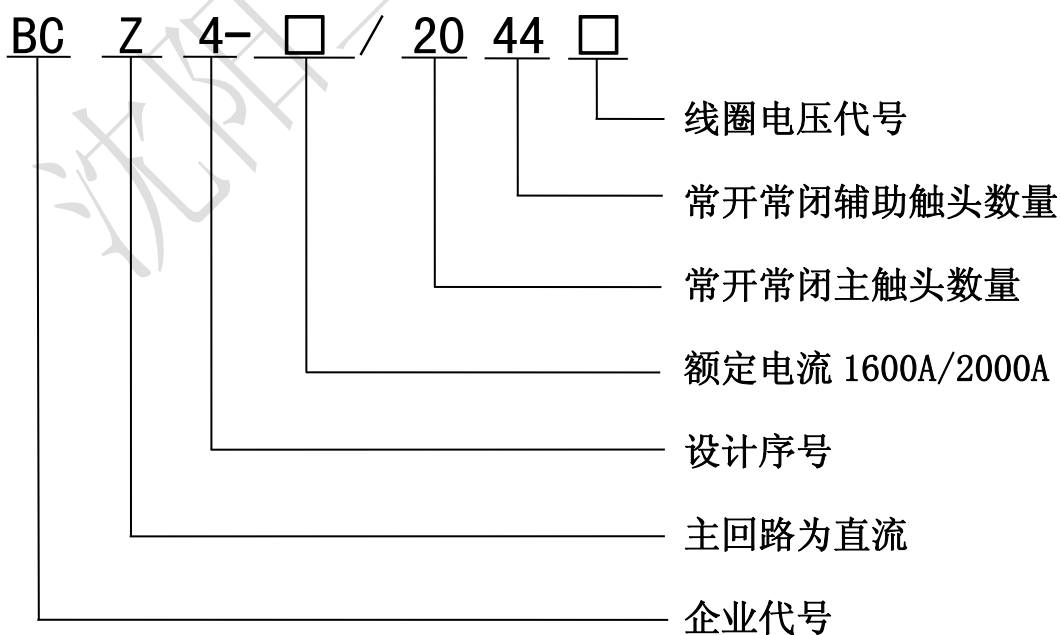 BC Z 4-□/20 44 □
线圈电压代号
常开常闭辅助触头数量
常开常闭主触头数量
额定电流 1600A/2000A
设计序号
主回路为直流
企业代号
沈阳